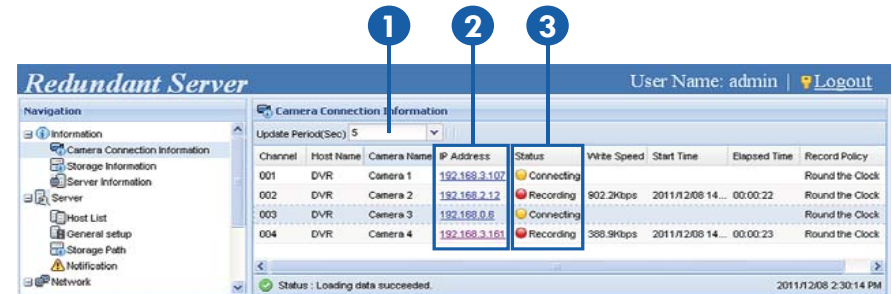 1 2 3
Redundant Server User Name: admin | Logout
Navigation
Information
Camera Connection Information
Storage Information
Server Information
Server
Host List
General setup
Storage Path
Notification
Network
Camera Connection Information
Update Period(Sec) 5
Channel Host Name Camera Name IP Address Status Write Speed Start Time Elapsed Time Record Policy
001 DVR Camera 1 192.168.3.107 Connecting Round the Clock
002 DVR Camera 2 192.168.2.12 Recording 902.2Kbps 2011/12/08 14... 00:00:22 Round the Clock
003 DVR Camera 3 192.168.0.6 Connecting Round the Clock
004 DVR Camera 4 192.168.3.161 Recording 388.9Kbps 2011/12/08 14... 00:00:23 Round the Clock
Status : Loading data succeeded. 2011/12/08 2:30:14 PM